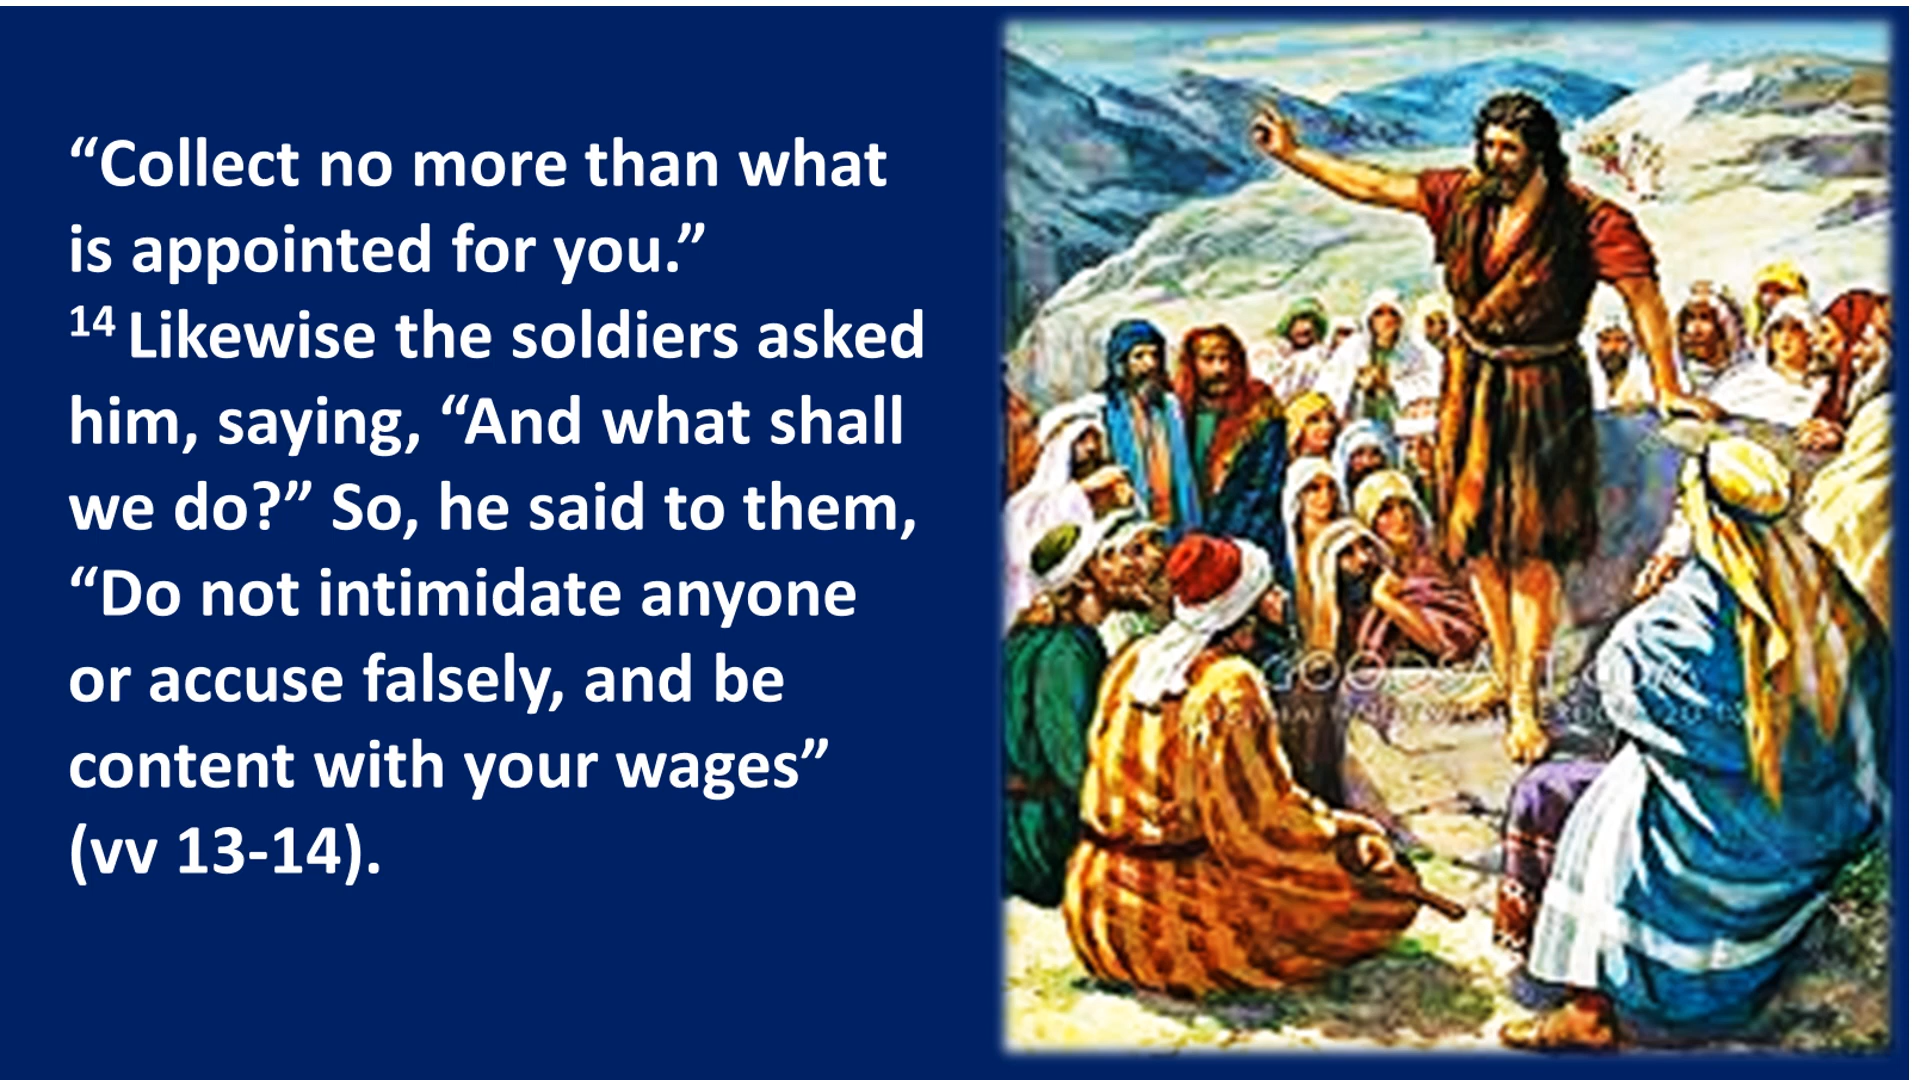 “Collect no more than what
is appointed for you.”
14 Likewise the soldiers asked
him, saying, “And what shall
we do?” So, he said to them,
“Do not intimidate anyone
or accuse falsely, and be
content with your wages”
(vv 13-14).
GOODSALT.COM